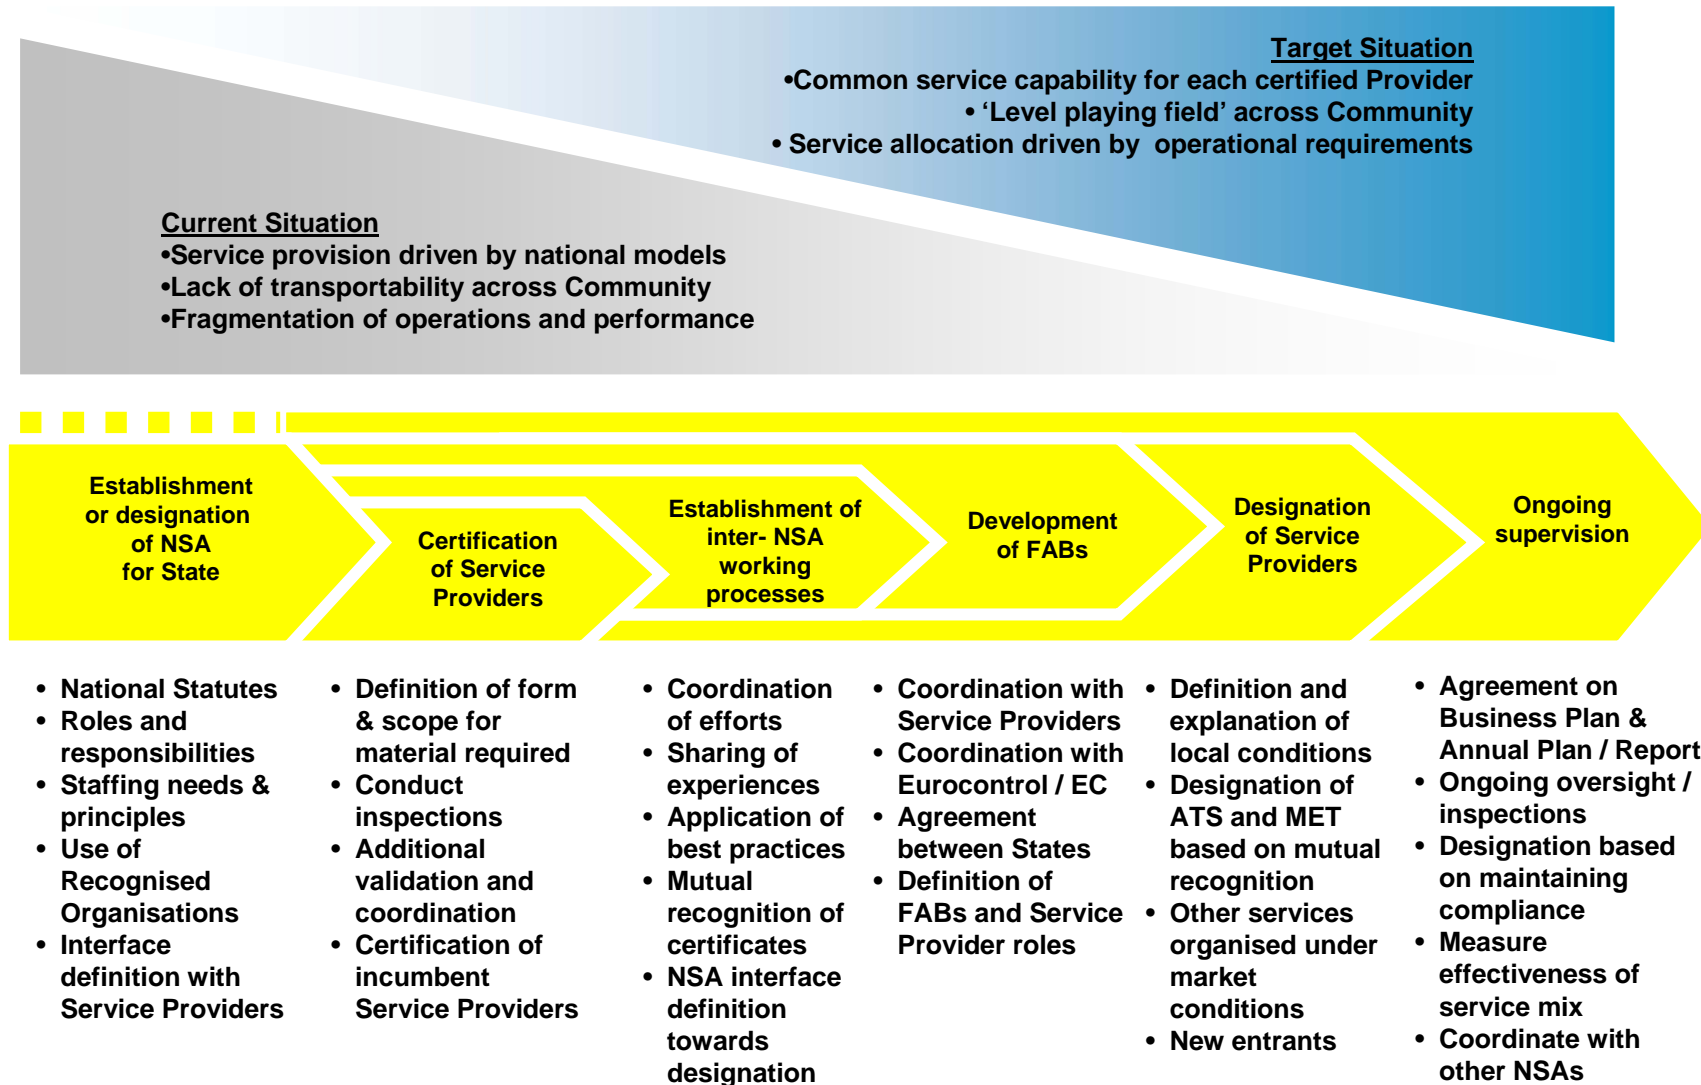 Target Situation
•Common service capability for each certified Provider
• ‘Level playing field’ across Community
• Service allocation driven by operational requirements
Current Situation
•Service provision driven by national models
•Lack of transportability across Community
•Fragmentation of operations and performance
Establishment
or designation
of NSA
for State
Certification
of Service
Providers
Establishment of
inter- NSA
working
processes
Development
of FABs
Designation
of Service
Providers
Ongoing
supervision
• National Statutes
• Roles and
responsibilities
• Staffing needs &
principles
• Use of
Recognised
Organisations
• Interface
definition with
Service Providers
• Definition of form
& scope for
material required
• Conduct
inspections
• Additional
validation and
coordination
• Certification of
incumbent
Service Providers
• Coordination
of efforts
• Sharing of
experiences
• Application of
best practices
• Mutual
recognition of
certificates
• NSA interface
definition
towards
designation
• Coordination with
Service Providers
• Coordination with
Eurocontrol / EC
• Agreement
between States
• Definition of
FABs and Service
Provider roles
• Definition and
explanation of
local conditions
• Designation of
ATS and MET
based on mutual
recognition
• Other services
organised under
market
conditions
• New entrants
• Agreement on
Business Plan &
Annual Plan / Report
• Ongoing oversight /
inspections
• Designation based
on maintaining
compliance
• Measure
effectiveness of
service mix
• Coordinate with
other NSAs